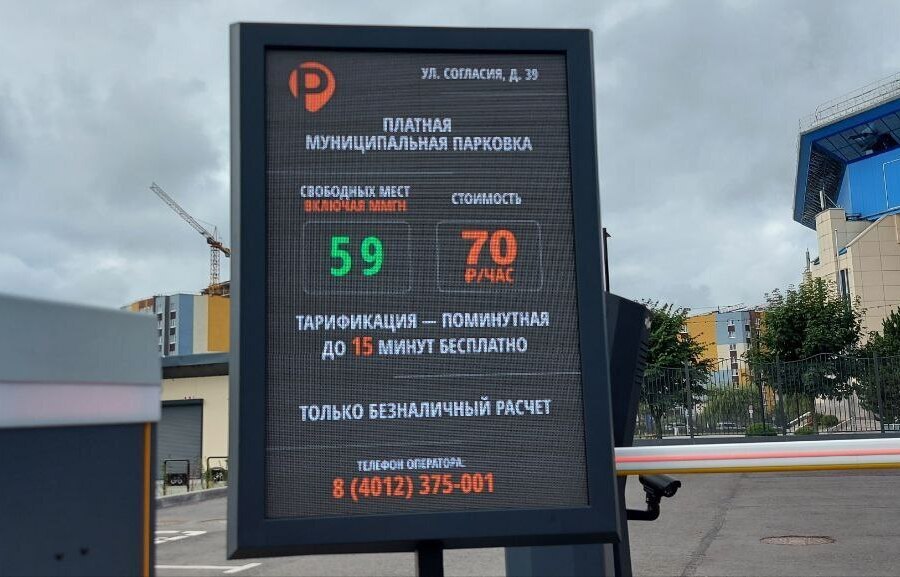 P
УЛ. СОГЛАСИЯ, Д. 39
ПЛАТНАЯ
МУНИЦИПАЛЬНАЯ ПАРКОВКА
СВОБОДНЫХ МЕСТ
ВКЛЮЧАЯ ММГН
59
СТОИМОСТЬ
70
Р/ЧАС
ТАРИФИКАЦИЯ — ПОМИНУТНАЯ
ДО 15 МИНУТ БЕСПЛАТНО
ТОЛЬКО БЕЗНАЛИЧНЫЙ РАСЧЕТ
ТЕЛЕФОН ОПЕРАТОРА:
8 (4012) 375-001